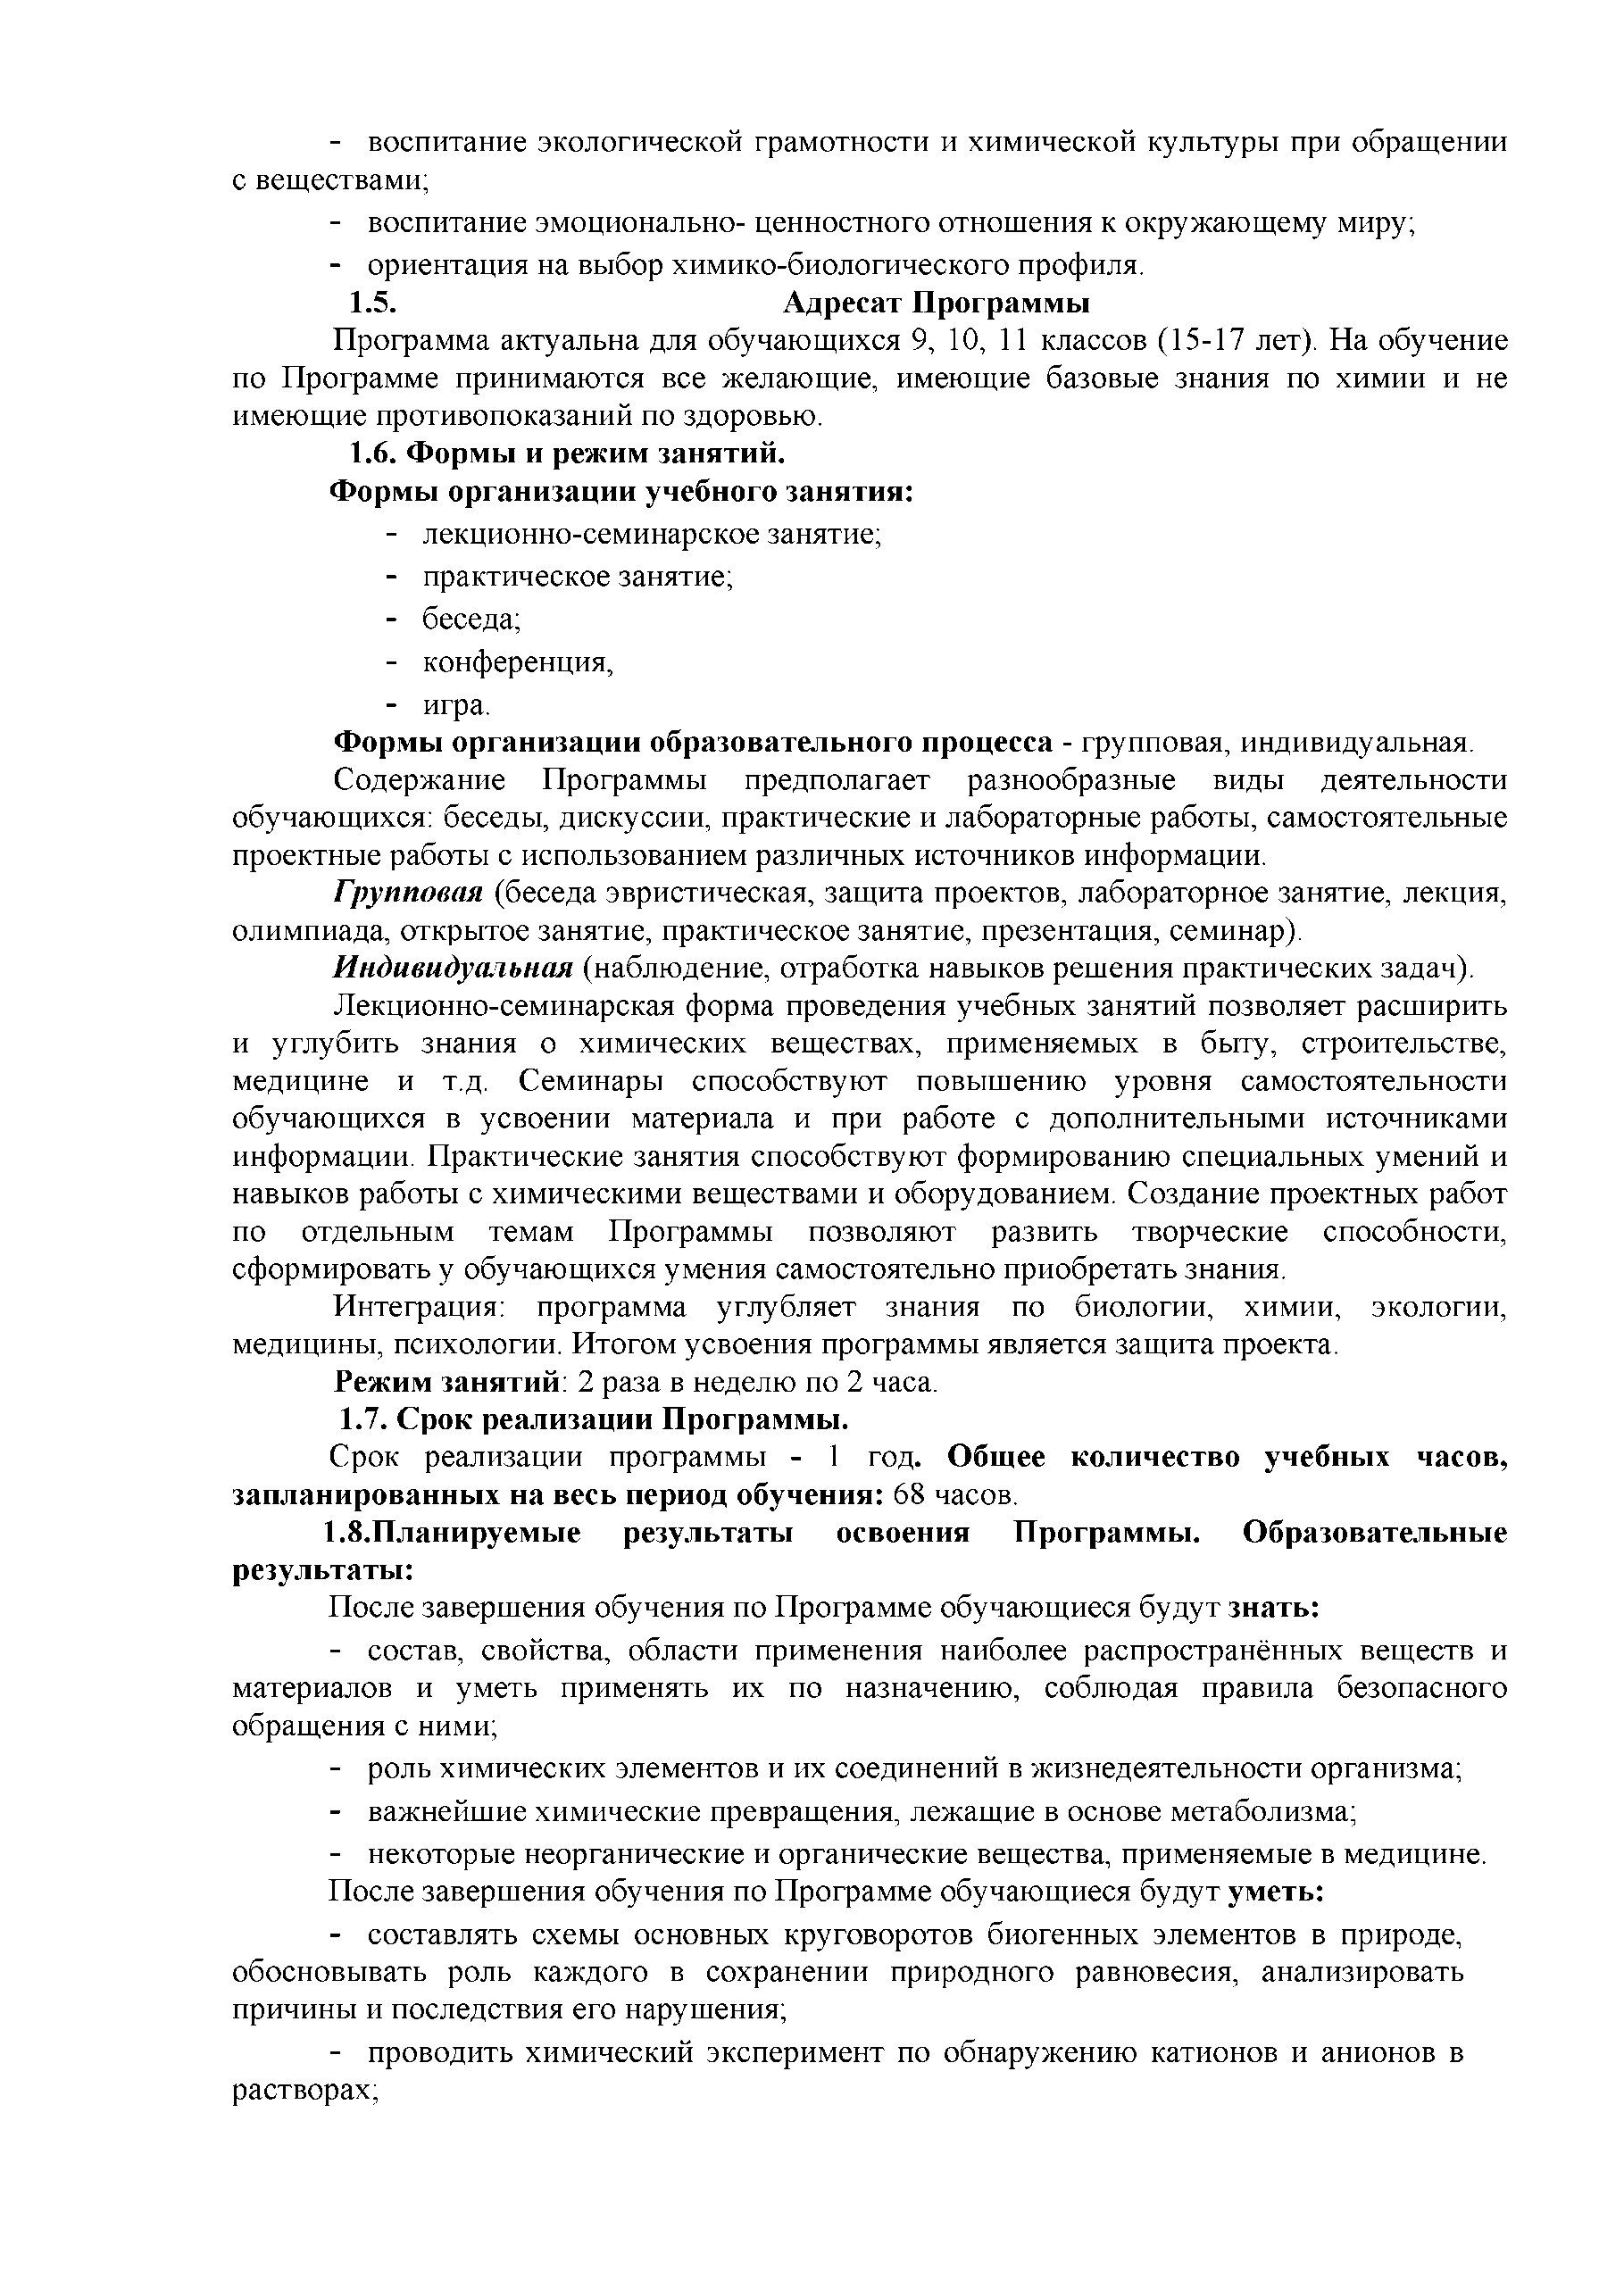 - воспитание экологической грамотности и химической культуры при обращении
с веществами;
- воспитание эмоционально- ценностного отношения к окружающему миру;
- ориентация на выбор химико-биологического профиля.
1.5. Адресат Программы
Программа актуальна для обучающихся 9, 10, 11 классов (15-17 лет). На обучение
по Программе принимаются все желающие, имеющие базовые знания по химии и не
имеющие противопоказаний по здоровью.
1.6. Формы и режим занятий.
Формы организации учебного занятия:
- лекционно-семинарское занятие;
- практическое занятие;
- беседа;
- конференция,
- игра.
Формы организации образовательного процесса - групповая, индивидуальная.
Содержание Программы предполагает разнообразные виды деятельности
обучающихся: беседы, дискуссии, практические и лабораторные работы, самостоятельные
проектные работы с использованием различных источников информации.
Групповая (беседа эвристическая, защита проектов, лабораторное занятие, лекция,
олимпиада, открытое занятие, практическое занятие, презентация, семинар).
Индивидуальная (наблюдение, отработка навыков решения практических задач).
Лекционно-семинарская форма проведения учебных занятий позволяет расширить
и углубить знания о химических веществах, применяемых в быту, строительстве,
медицине и т.д. Семинары способствуют повышению уровня самостоятельности
обучающихся в усвоении материала и при работе с дополнительными источниками
информации. Практические занятия способствуют формированию специальных умений и
навыков работы с химическими веществами и оборудованием. Создание проектных работ
по отдельным темам Программы позволяют развить творческие способности,
сформировать у обучающихся умения самостоятельно приобретать знания.
Интеграция: программа углубляет знания по биологии, химии, экологии,
медицины, психологии. Итогом усвоения программы является защита проекта.
Режим занятий: 2 раза в неделю по 2 часа.
1.7. Срок реализации Программы.
Срок реализации программы - 1 год. Общее количество учебных часов,
запланированных на весь период обучения: 68 часов.
1.8.Планируемые результаты освоения Программы. Образовательные
результаты:
После завершения обучения по Программе обучающиеся будут знать:
- состав, свойства, области применения наиболее распространённых веществ и
материалов и уметь применять их по назначению, соблюдая правила безопасного
обращения с ними;
- роль химических элементов и их соединений в жизнедеятельности организма;
- важнейшие химические превращения, лежащие в основе метаболизма;
- некоторые неорганические и органические вещества, применяемые в медицине.
После завершения обучения по Программе обучающиеся будут уметь:
- составлять схемы основных круговоротов биогенных элементов в природе,
обосновывать роль каждого в сохранении природного равновесия, анализировать
причины и последствия его нарушения;
- проводить химический эксперимент по обнаружению катионов и анионов в
растворах;